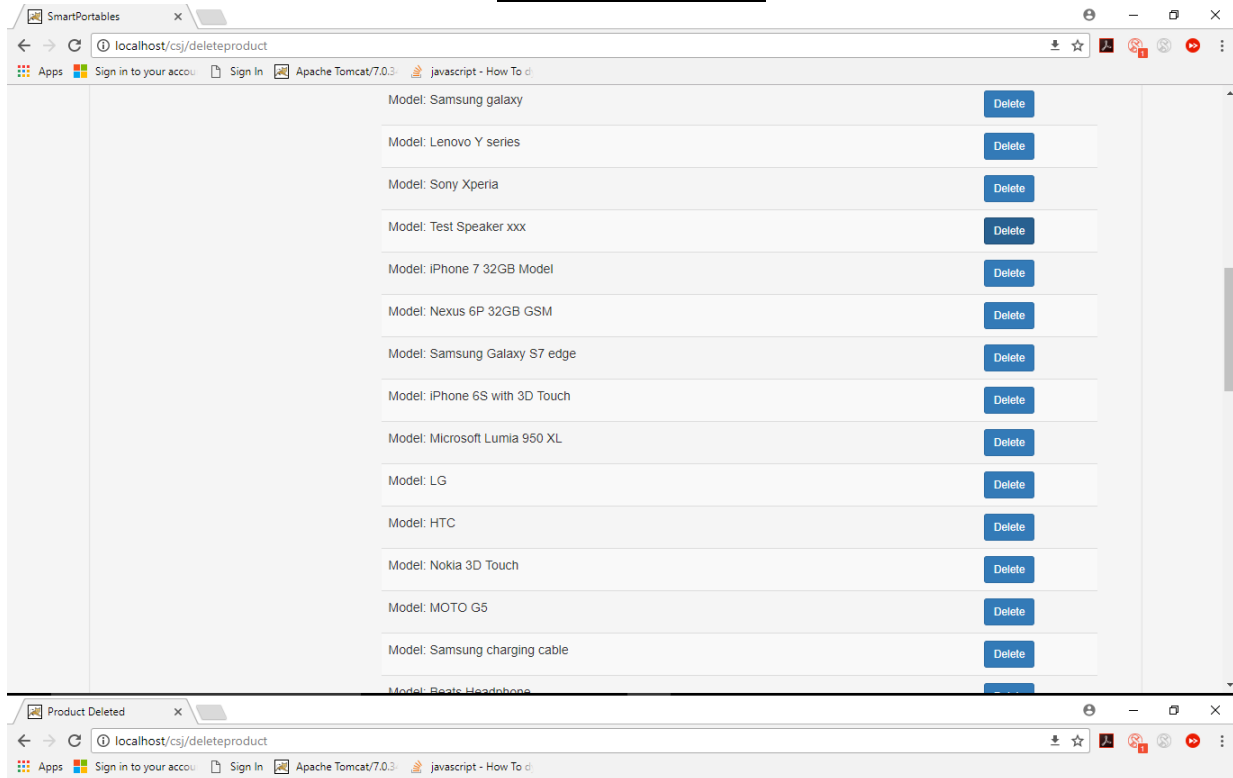 SmartPortables
localhost/csj/deleteproduct
Apps Sign in to your accou Sign In Apache Tomcat/7.0.3 javascript - How To d
Model: Samsung galaxy Delete
Model: Lenovo Y series Delete
Model: Sony Xperia Delete
Model: Test Speaker xxx Delete
Model: iPhone 7 32GB Model Delete
Model: Nexus 6P 32GB GSM Delete
Model: Samsung Galaxy S7 edge Delete
Model: iPhone 6S with 3D Touch Delete
Model: Microsoft Lumia 950 XL Delete
Model: LG Delete
Model: HTC Delete
Model: Nokia 3D Touch Delete
Model: MOTO G5 Delete
Model: Samsung charging cable Delete
Model: Beats Headphone
Product Deleted
localhost/csj/deleteproduct
Apps Sign in to your accou Sign In Apache Tomcat/7.0.3 javascript - How To d